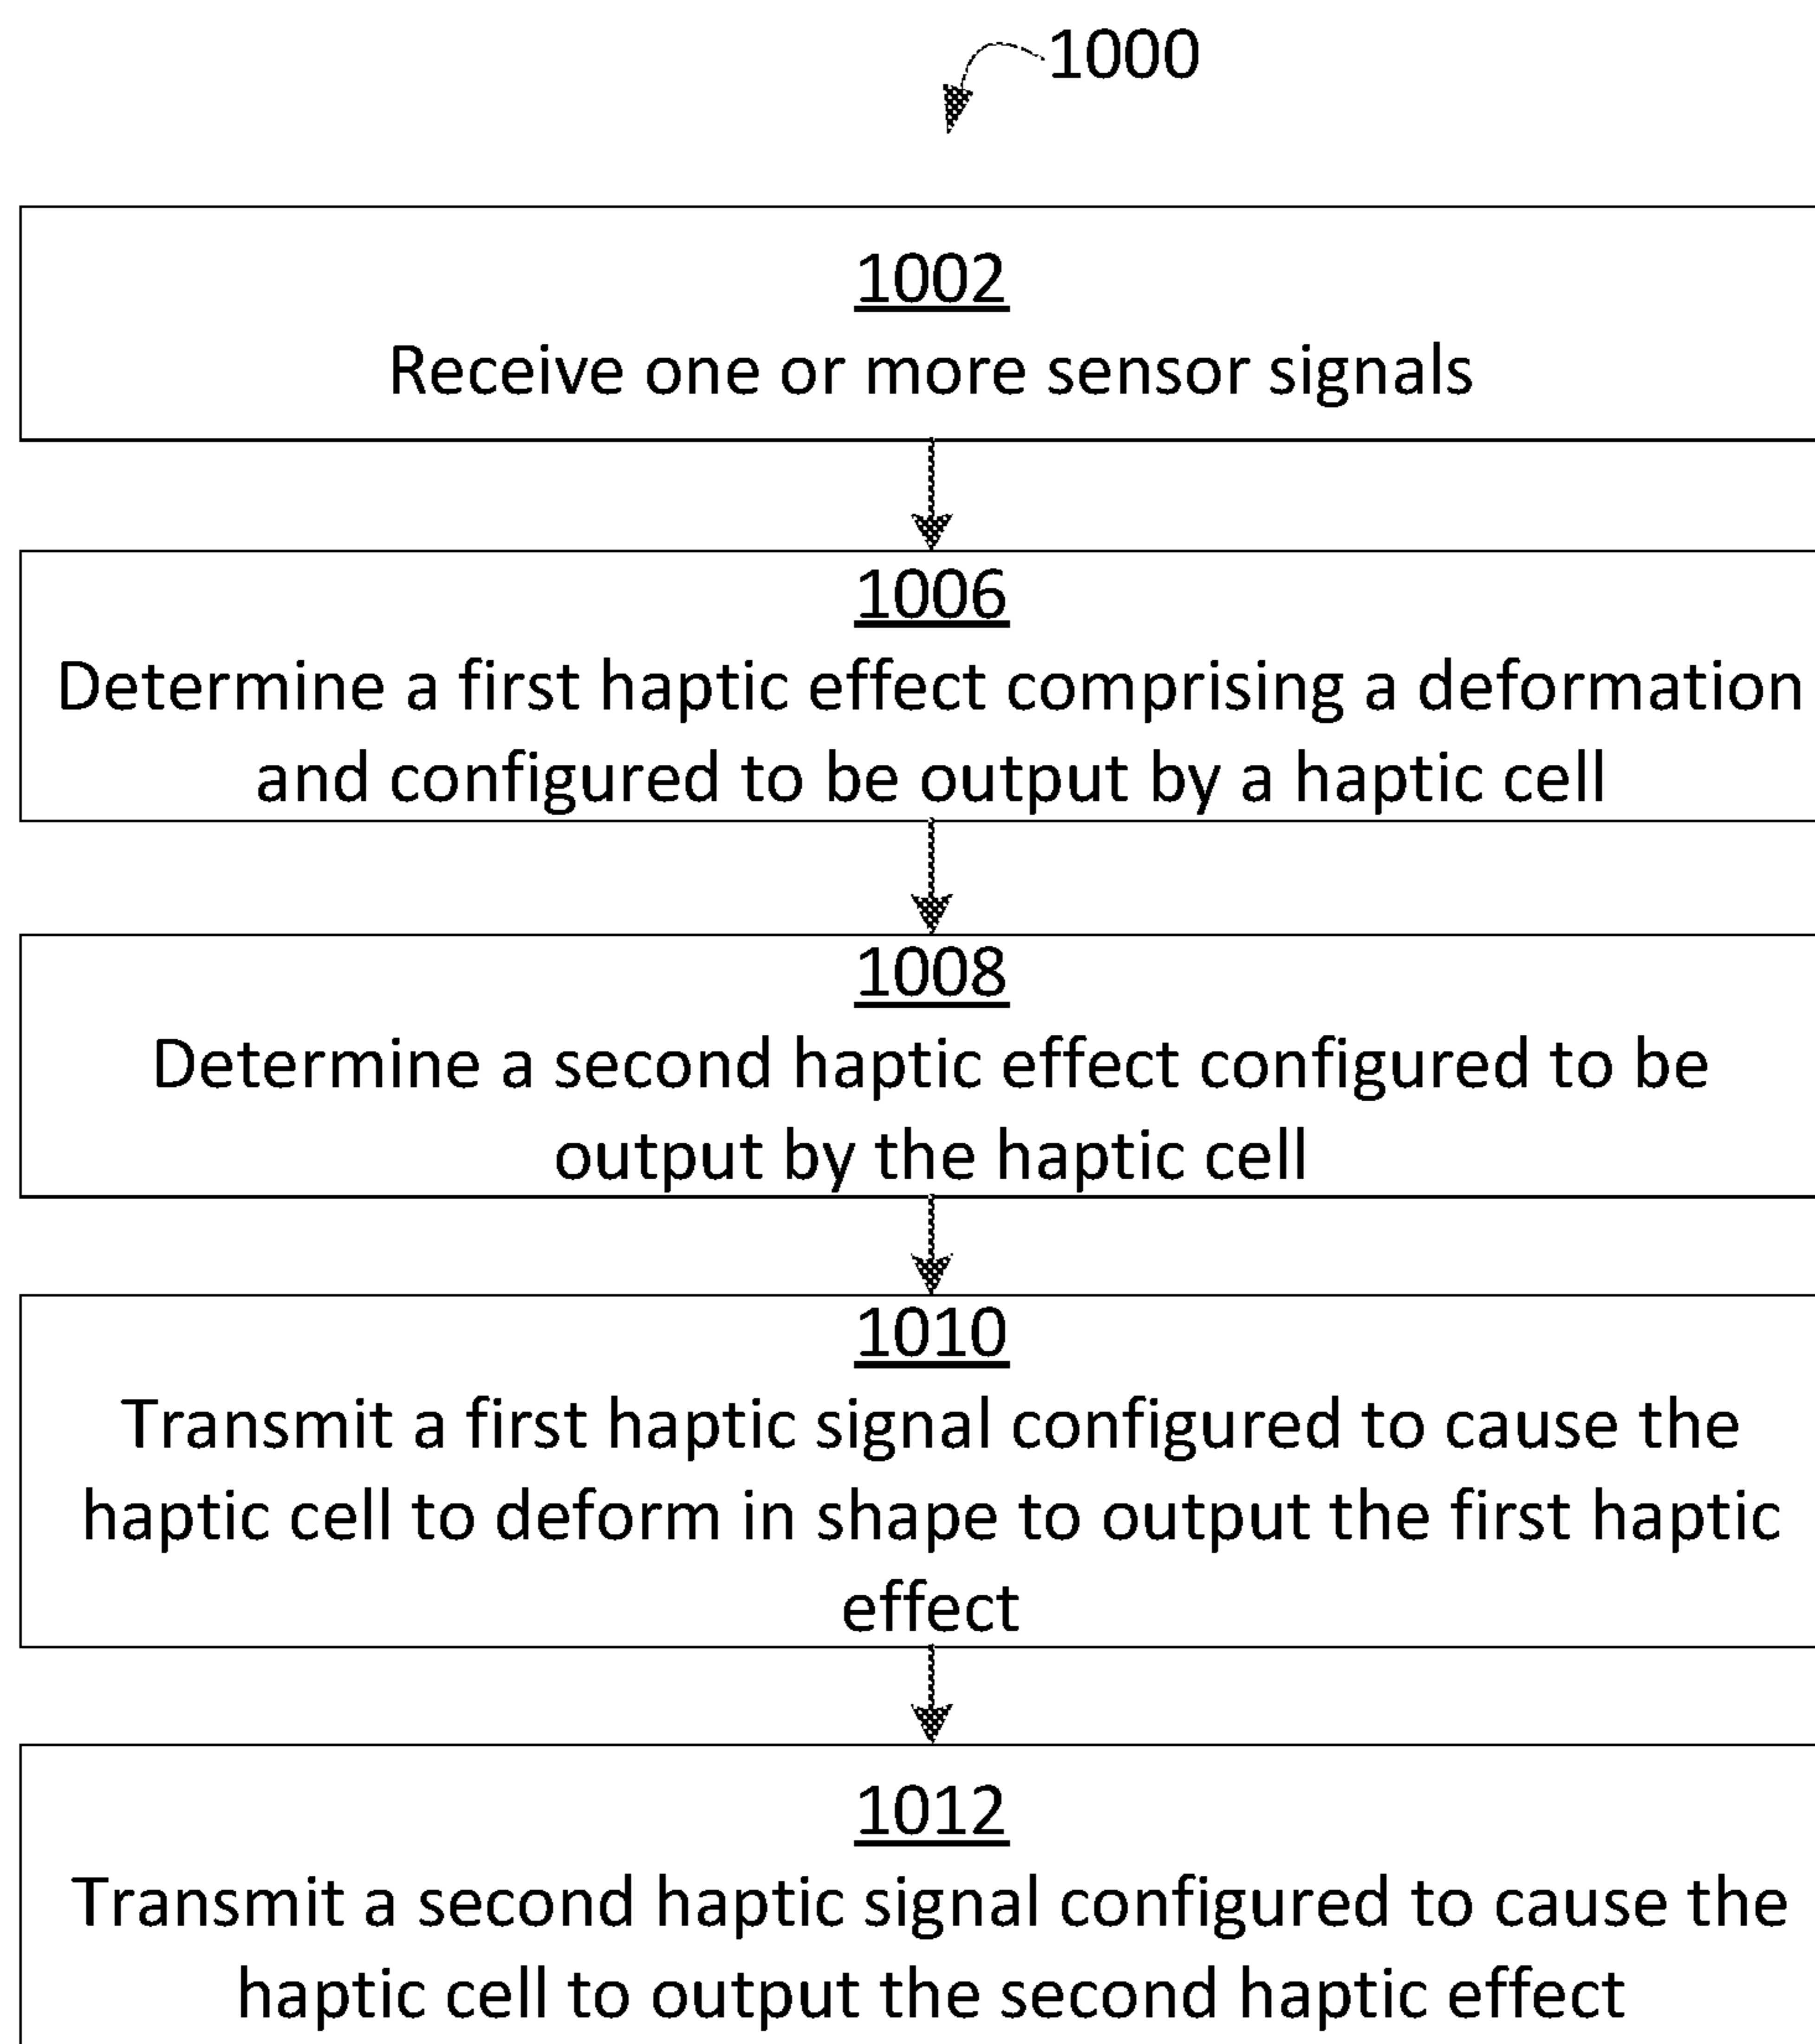 1000
1002
Receive one or more sensor signals
1006
Determine a first haptic effect comprising a deformation
and configured to be output by a haptic cell
1008
Determine a second haptic effect configured to be
output by the haptic cell
1010
Transmit a first haptic signal configured to cause the
haptic cell to deform in shape to output the first haptic
effect
1012
Transmit a second haptic signal configured to cause the
haptic cell to output the second haptic effect